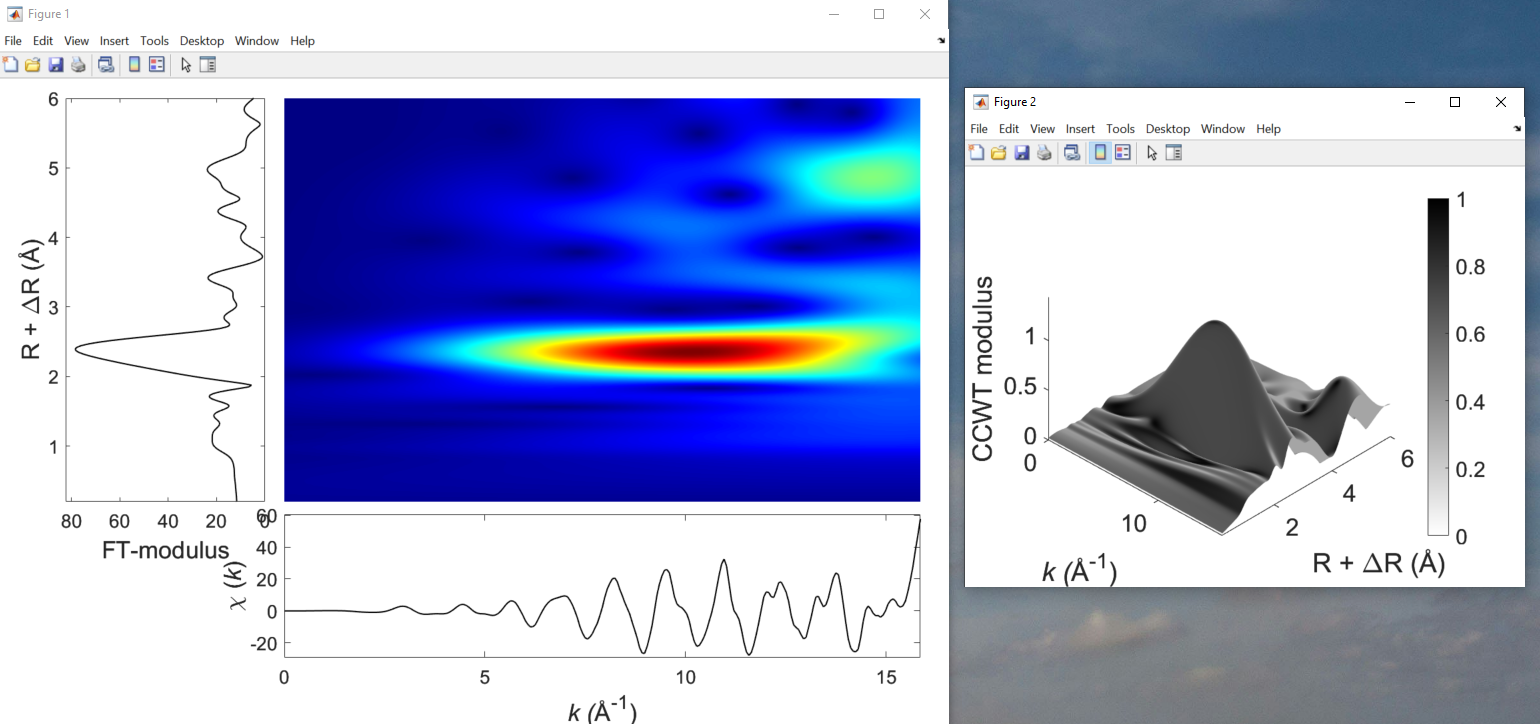 Figure 1
File Edit View Insert Tools Desktop Window Help
6
5
4
3
2
1
R + ΔR (Å)
80 60 40 20 0
FT-modulus
60
40
20
0
-20
χ (k)
0 5 10 15
k (Å-1)
Figure 2
File Edit View Insert Tools Desktop Window Help
1
0.5
0
CCWT modulus
0
10
k (Å-1)
2
4
6
R + ΔR (Å)
1
0.8
0.6
0.4
0.2
0